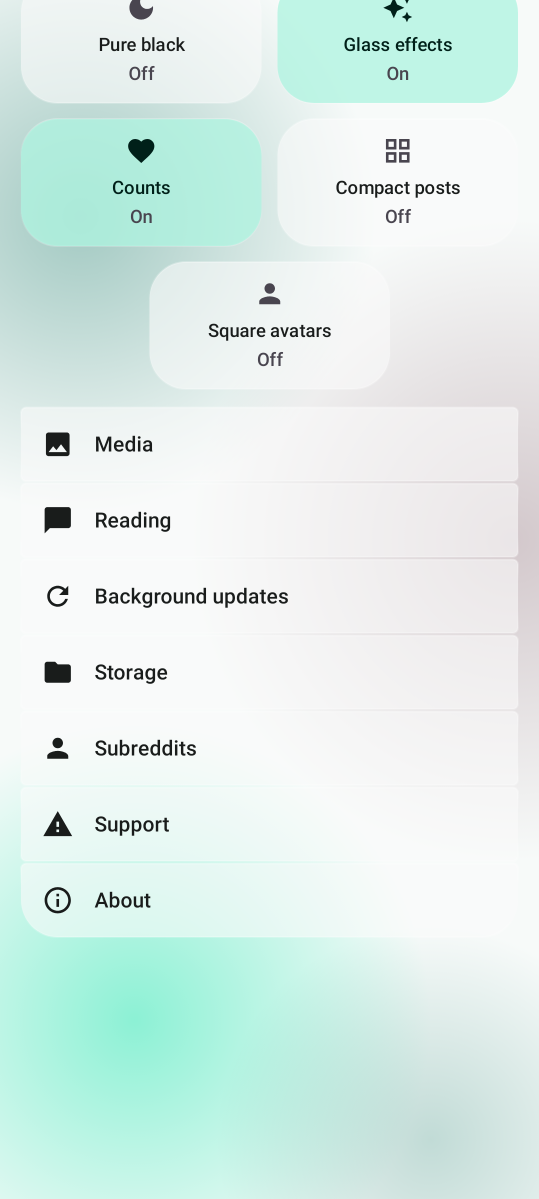 Pure black
Off
Glass effects
On
Counts
On
Compact posts
Off
Square avatars
Off
Media
Reading
Background updates
Storage
Subreddits
Support
About